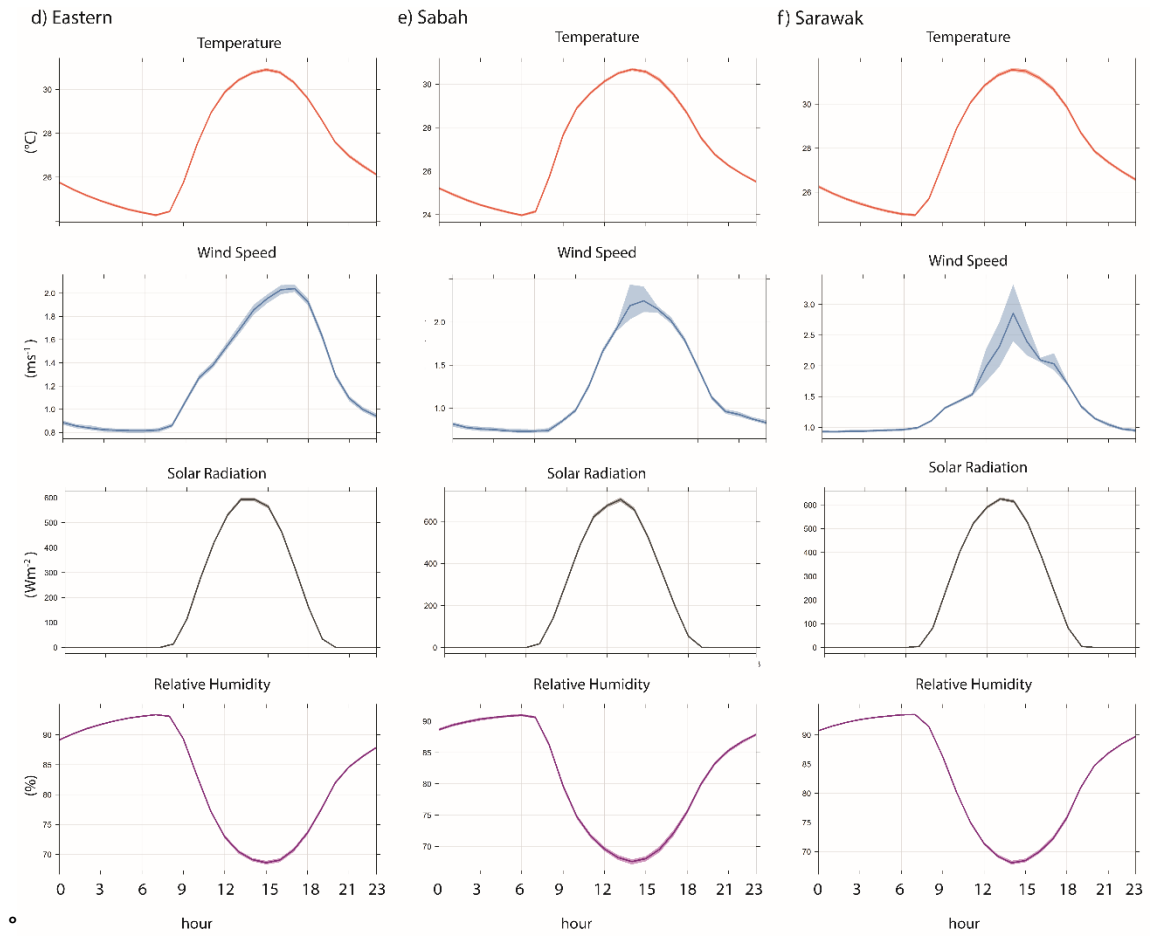 d) Eastern
Temperature
(°C)
30
28
26
Wind Speed
(ms⁻¹)
2.0
1.8
1.6
1.4
1.2
1.0
0.8
Solar Radiation
(Wm⁻²)
600
500
400
300
200
100
0
Relative Humidity
(%)
90
85
80
75
70
0 3 6 9 12 15 18 21 23
hour
e) Sabah
Temperature
30
28
26
24
Wind Speed
2.0
1.5
1.0
Solar Radiation
600
400
200
0
Relative Humidity
90
85
80
75
70
0 3 6 9 12 15 18 21 23
hour
f) Sarawak
Temperature
30
28
26
Wind Speed
3.0
2.5
2.0
1.5
1.0
Solar Radiation
600
500
400
300
200
100
0
Relative Humidity
90
85
80
75
70
0 3 6 9 12 15 18 21 23
hour